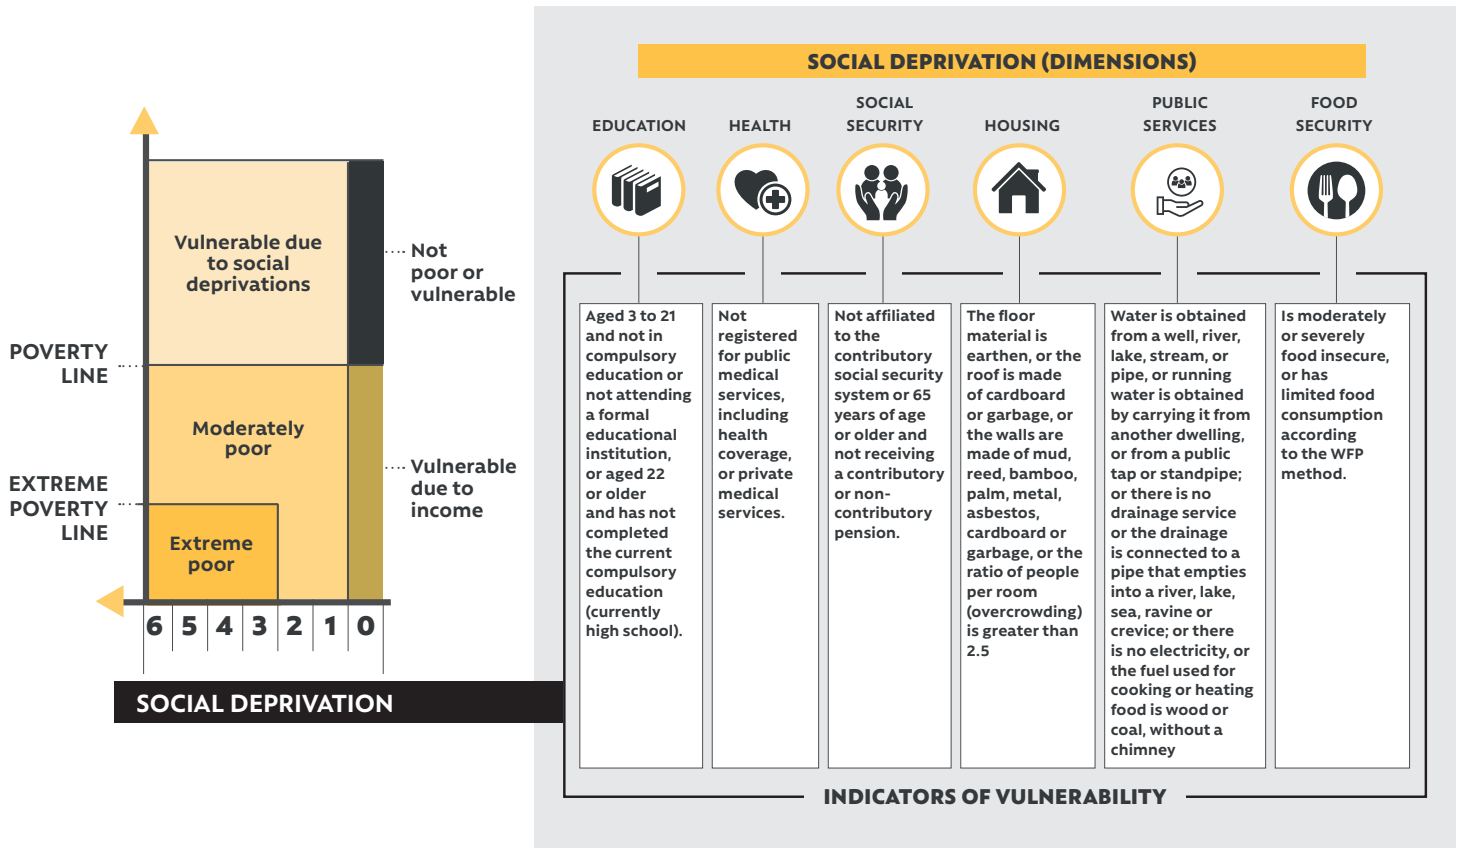 SOCIAL DEPRIVATION (DIMENSIONS)
EDUCATION
HEALTH
SOCIAL
SECURITY
HOUSING
PUBLIC
SERVICES
FOOD
SECURITY
Vulnerable due
to social
deprivations
Not
poor or
vulnerable
POVERTY
LINE
Moderately
poor
Vulnerable
due to
income
EXTREME
POVERTY
LINE
Extreme
poor
6 5 4 3 2 1 0
SOCIAL DEPRIVATION
Aged 3 to 21
and not in
compulsory
education or
not attending
a formal
educational
institution,
or aged 22
or older
and has not
completed
the current
compulsory
education
(currently
high school).
Not
registered
for public
medical
services,
including
health
coverage,
or private
medical
services.
Not affiliated
to the
contributory
social security
system or 65
years of age
or older and
not receiving
a contributory
or non-
contributory
pension.
The floor
material is
earthen, or the
roof is made
of cardboard
or garbage, or
the walls are
made of mud,
reed, bamboo,
palm, metal,
asbestos,
cardboard or
garbage, or the
ratio of people
per room
(overcrowding)
is greater than
2.5
Water is obtained
from a well, river,
lake, stream, or
pipe, or running
water is obtained
by carrying it from
another dwelling,
or from a public
tap or standpipe;
or there is no
drainage service
or the drainage
is connected to a
pipe that empties
into a river, lake,
sea, ravine or
crevice; or there
is no electricity, or
the fuel used for
cooking or heating
food is wood or
coal, without a
chimney
Is moderately
or severely
food insecure,
or has
limited food
consumption
according
to the WFP
method.
INDICATORS OF VULNERABILITY